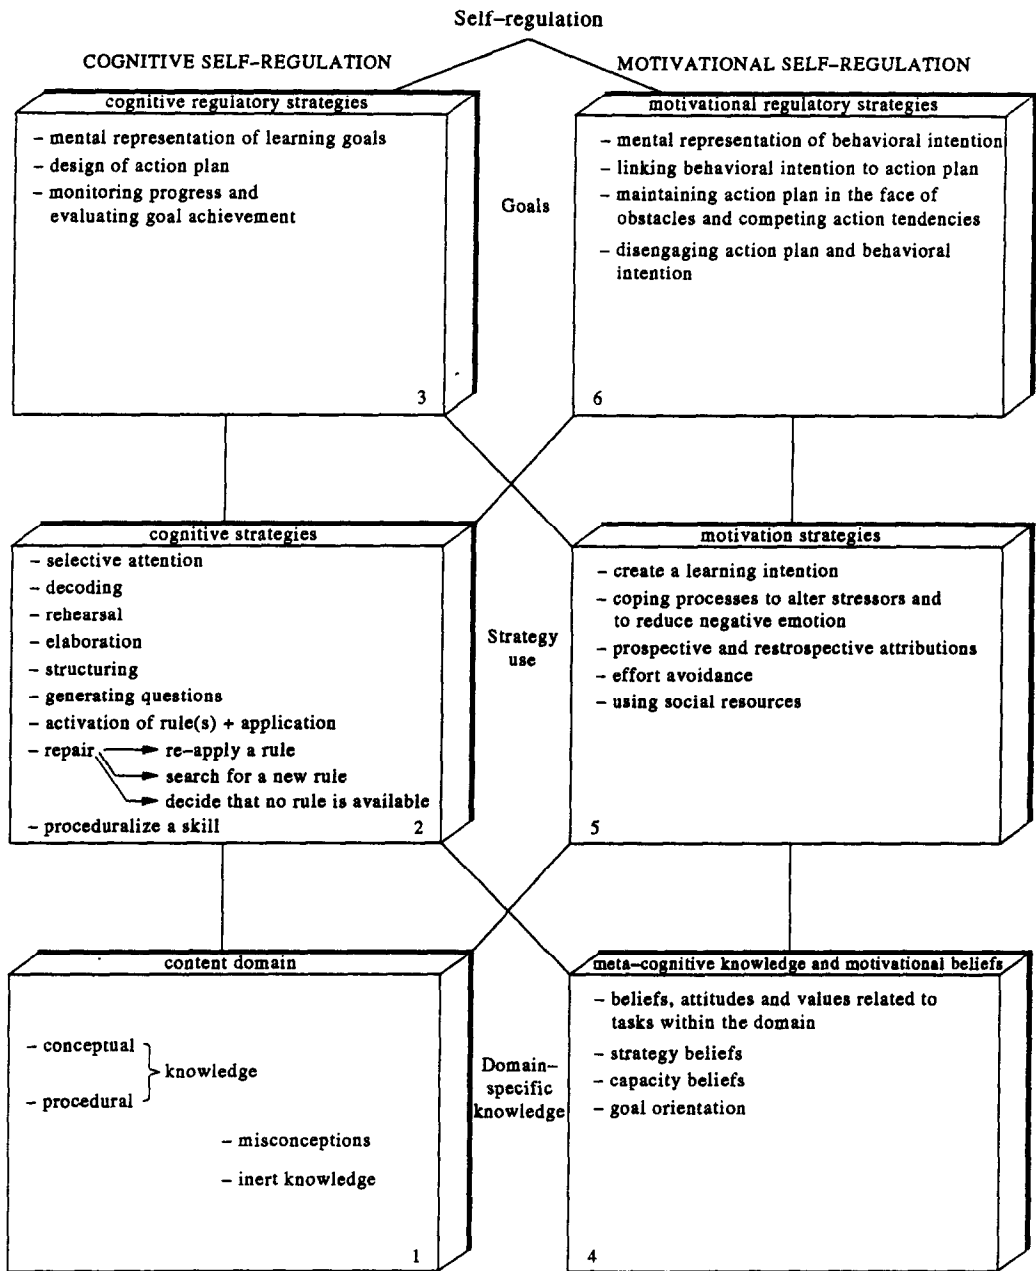 Self-regulation
COGNITIVE SELF-REGULATION
MOTIVATIONAL SELF-REGULATION
cognitive regulatory strategies
- mental representation of learning goals
- design of action plan
- monitoring progress and
evaluating goal achievement
3
Goals
motivational regulatory strategies
- mental representation of behavioral intention
- linking behavioral intention to action plan
- maintaining action plan in the face of
obstacles and competing action tendencies
- disengaging action plan and behavioral
intention
6
cognitive strategies
- selective attention
- decoding
- rehearsal
- elaboration
- structuring
- generating questions
- activation of rule(s) + application
- repair → re-apply a rule
→ search for a new rule
→ decide that no rule is available
- proceduralize a skill
2
Strategy
use
motivation strategies
- create a learning intention
- coping processes to alter stressors and
to reduce negative emotion
- prospective and restrospective attributions
- effort avoidance
- using social resources
5
content domain
- conceptual
- procedural
knowledge
- misconceptions
- inert knowledge
1
Domain-
specific
knowledge
meta-cognitive knowledge and motivational beliefs
- beliefs, attitudes and values related to
tasks within the domain
- strategy beliefs
- capacity beliefs
- goal orientation
4